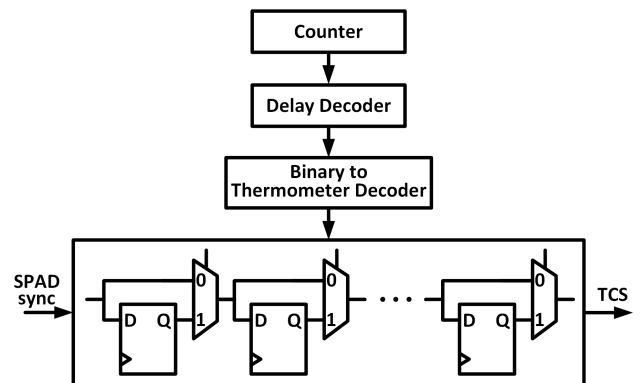 Counter
Delay Decoder
Binary to
Thermometer Decoder
SPAD
sync
TCS
0
D Q 1
0
D Q 1
...
0
D Q 1